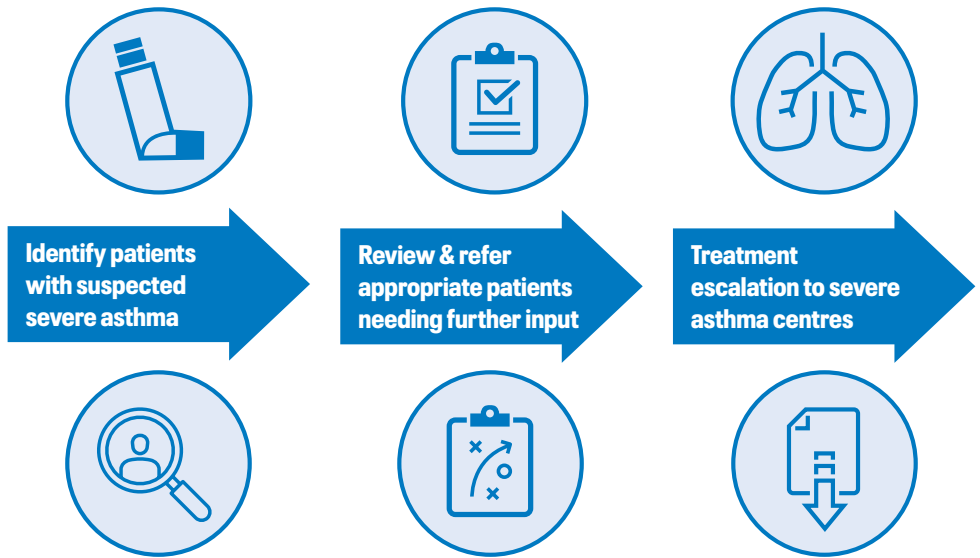 Identify patients
with suspected
severe asthma
Review & refer
appropriate patients
needing further input
Treatment
escalation to severe
asthma centres